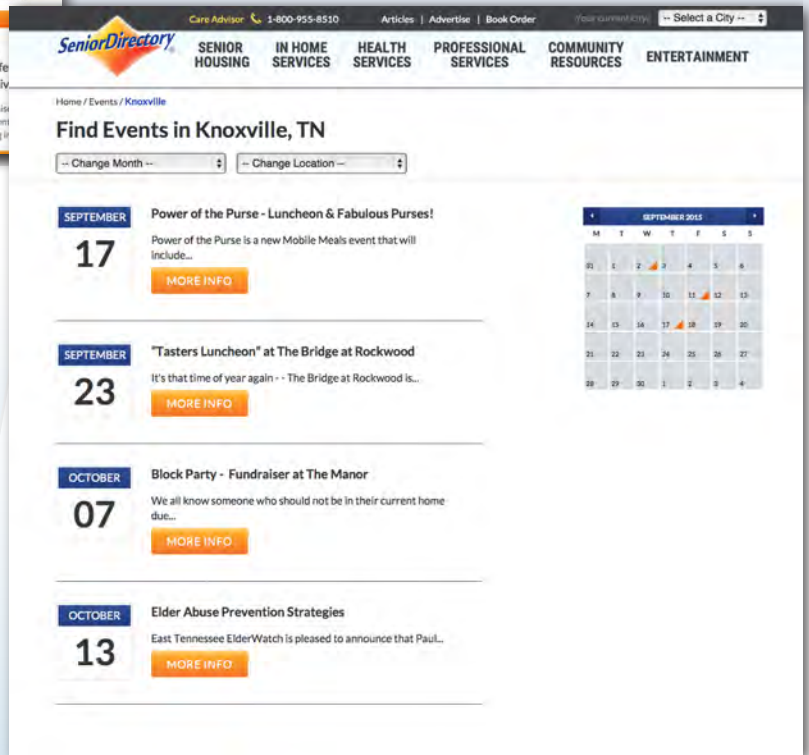 Care Advisor 1-800-955-8510 Articles | Advertise | Book Order Your current city: -- Select a City --
SeniorDirectory
SENIOR HOUSING
IN HOME SERVICES
HEALTH SERVICES
PROFESSIONAL SERVICES
COMMUNITY RESOURCES
ENTERTAINMENT
Home / Events / Knoxville
Find Events in Knoxville, TN
-- Change Month -- -- Change Location --
SEPTEMBER
17
Power of the Purse - Luncheon & Fabulous Purses!
Power of the Purse is a new Mobile Meals event that will
include...
MORE INFO
SEPTEMBER
23
"Tasters Luncheon" at The Bridge at Rockwood
It's that time of year again - - The Bridge at Rockwood is...
MORE INFO
OCTOBER
07
Block Party - Fundraiser at The Manor
We all know someone who should not be in their current home
due...
MORE INFO
OCTOBER
13
Elder Abuse Prevention Strategies
East Tennessee ElderWatch is pleased to announce that Paul...
MORE INFO
SEPTEMBER 2015
M T W T F S S
31 1 2 3 4 5 6
7 8 9 10 11 12 13
14 15 16 17 18 19 20
21 22 23 24 25 26 27
28 29 30 1 2 3 4